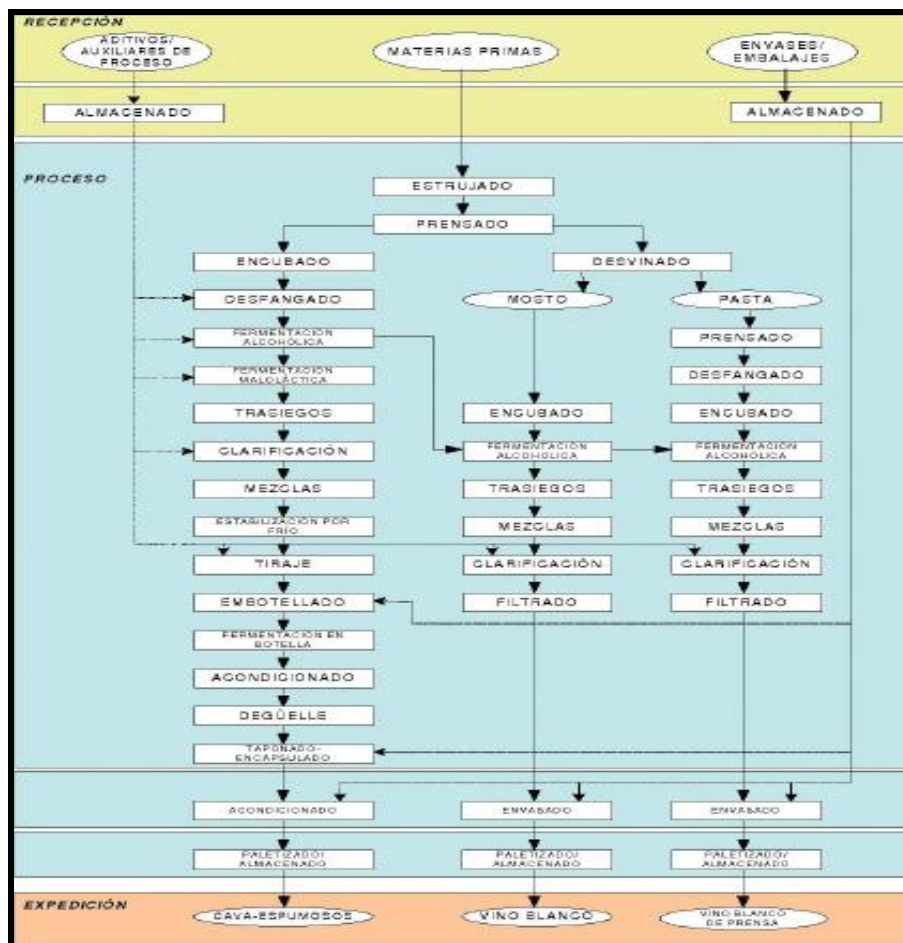 RECEPCIÓN
ADITIVOS/
AUXILIARES DE
PROCESO
MATERIAS PRIMAS
ENVASES/
EMBALAJES
ALMACENADO
ALMACENADO
PROCESO
ESTRUJADO
PRENSADO
ENCUBADO
DESVINADO
DESFANGADO
MOSTO
PASTA
FERMENTACIÓN
ALCOHÓLICA
PRENSADO
FERMENTACIÓN
MALOLÁCTICA
DESFANGADO
TRASIEGOS
ENCUBADO
ENCUBADO
CLARIFICACIÓN
FERMENTACIÓN
ALCOHÓLICA
FERMENTACIÓN
ALCOHÓLICA
MEZCLAS
TRASIEGOS
TRASIEGOS
ESTABILIZACIÓN POR
FRÍO
MEZCLAS
MEZCLAS
TIRAJE
CLARIFICACIÓN
CLARIFICACIÓN
EMBOTELLADO
FILTRADO
FILTRADO
FERMENTACIÓN EN
BOTELLA
ACONDICIONADO
DEGÜELLE
TAPONADO-
ENCAPSULADO
ACONDICIONADO
ENVASADO
ENVASADO
PALETIZADO/
ALMACENADO
PALETIZADO/
ALMACENADO
PALETIZADO/
ALMACENADO
EXPEDICIÓN
CAVA-ESPUMOSOS
VINO BLANCO
VINO BLANCO
DE PRENSA